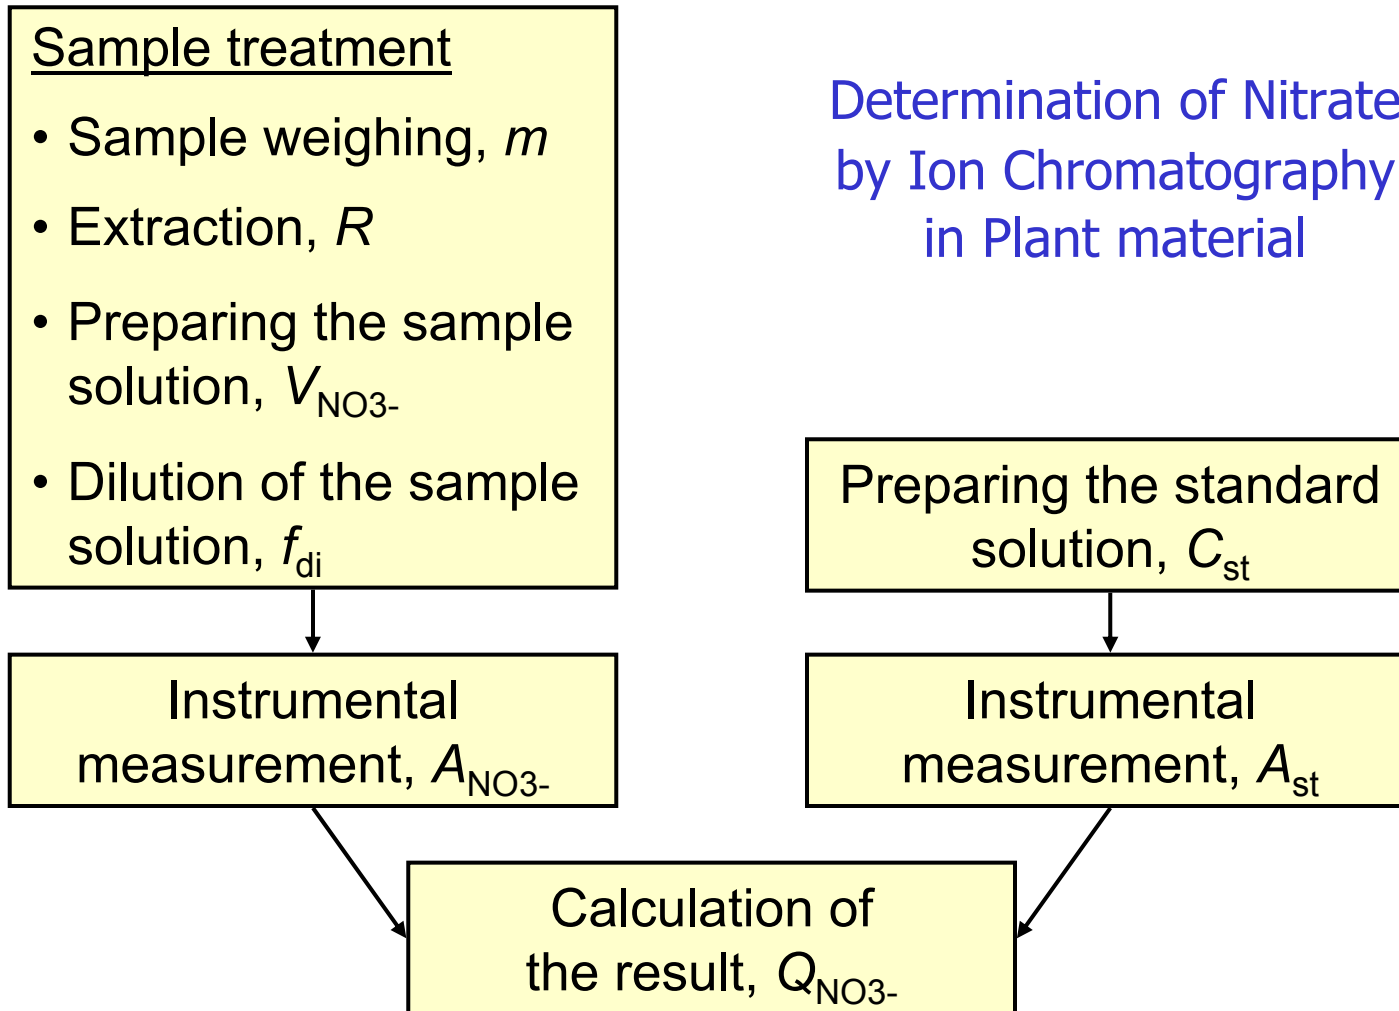 Sample treatment
• Sample weighing, m
• Extraction, R
• Preparing the sample
solution, VNO3-
• Dilution of the sample
solution, fdi
Determination of Nitrate
by Ion Chromatography
in Plant material
Preparing the standard
solution, Cst
Instrumental
measurement, ANO3-
Instrumental
measurement, Ast
Calculation of
the result, QNO3-